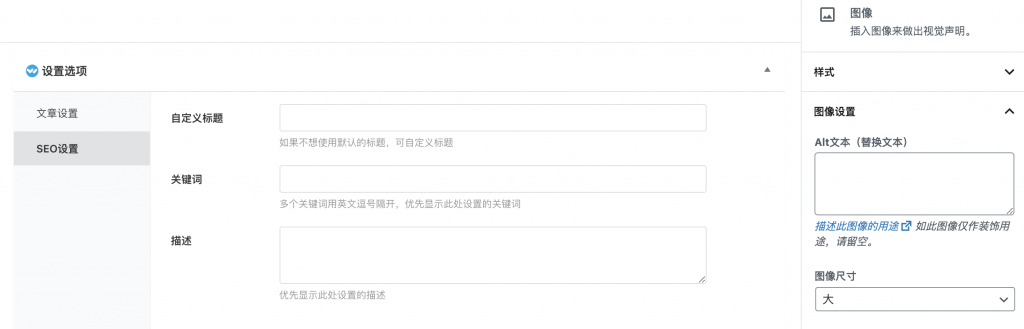 设置选项
文章设置
SEO设置
自定义标题
如果不想使用默认的标题，可自定义标题
关键词
多个关键词用英文逗号隔开，优先显示此处设置的关键词
描述
优先显示此处设置的描述
图像
插入图像来做出视觉声明。
样式
图像设置
Alt文本（替换文本）
描述此图像的用途 如此图像仅作装饰用
途，请留空。
图像尺寸
大